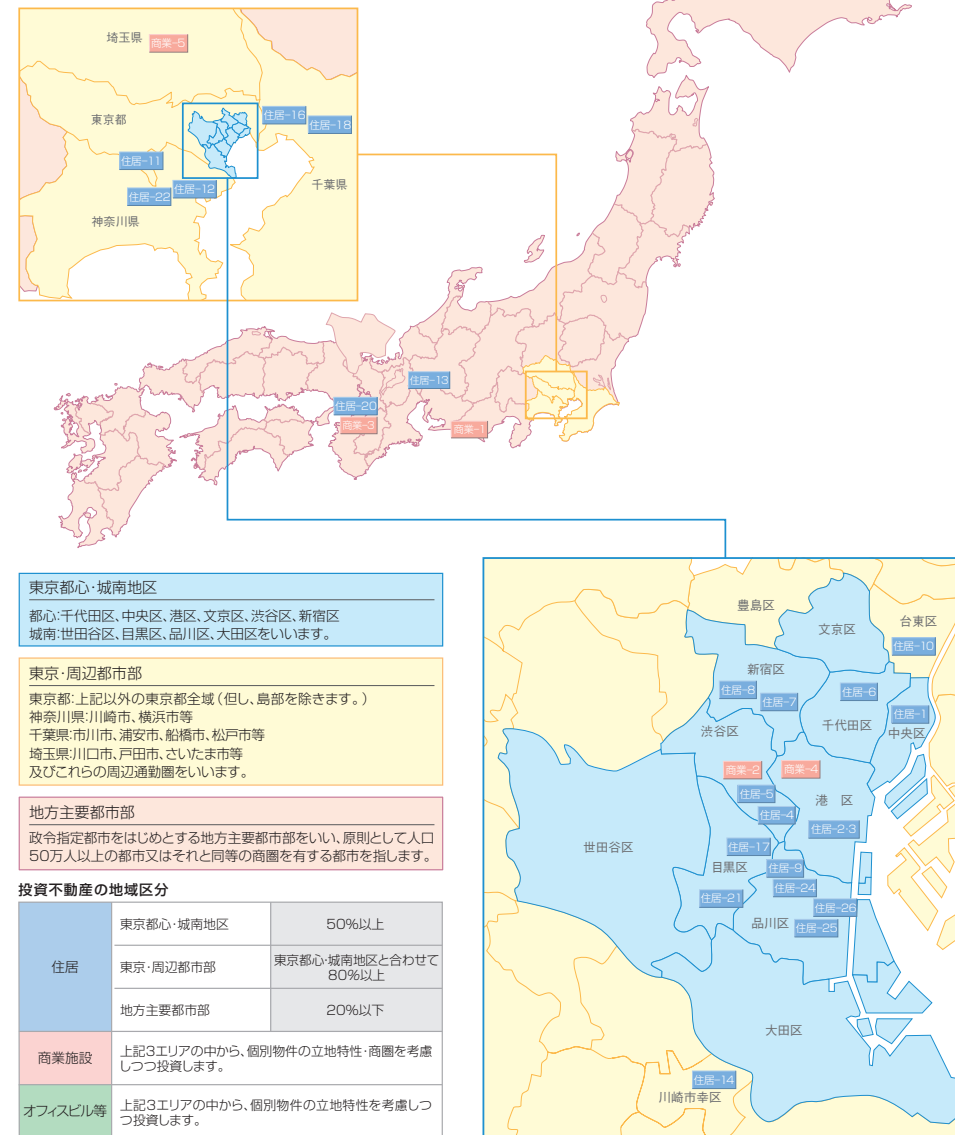 埼玉県
商業-5
東京都
住居-16
住居-18
住居-11
住居-12
住居-22
千葉県
神奈川県
住居-13
住居-20
商業-3
商業-1
東京都心・城南地区
都心:千代田区、中央区、港区、文京区、渋谷区、新宿区
城南:世田谷区、目黒区、品川区、大田区をいいます。
東京・周辺都市部
東京都:上記以外の東京都全域(但し、島部を除きます。)
神奈川県:川崎市、横浜市等
千葉県:市川市、浦安市、船橋市、松戸市等
埼玉県:川口市、戸田市、さいたま市等
及びこれらの周辺通勤圏をいいます。
地方主要都市部
政令指定都市をはじめとする地方主要都市部をいい、原則として人口
50万人以上の都市又はそれと同等の商圏を有する都市を指します。
投資不動産の地域区分
住居
東京都心・城南地区
50%以上
東京・周辺都市部
東京都心・城南地区と合わせて
80%以上
地方主要都市部
20%以下
商業施設
上記3エリアの中から、個別物件の立地特性・商圏を考慮
しつつ投資します。
オフィスビル等
上記3エリアの中から、個別物件の立地特性を考慮しつ
つ投資します。
豊島区
文京区
台東区
住居-10
新宿区
住居-8
住居-7
住居-6
千代田区
住居-1
中央区
渋谷区
商業-2
商業-4
住居-5
港 区
住居-4
住居-2・3
世田谷区
住居-17
目黒区
住居-9
住居-24
住居-21
住居-26
品川区
住居-25
大田区
住居-14
川崎市幸区